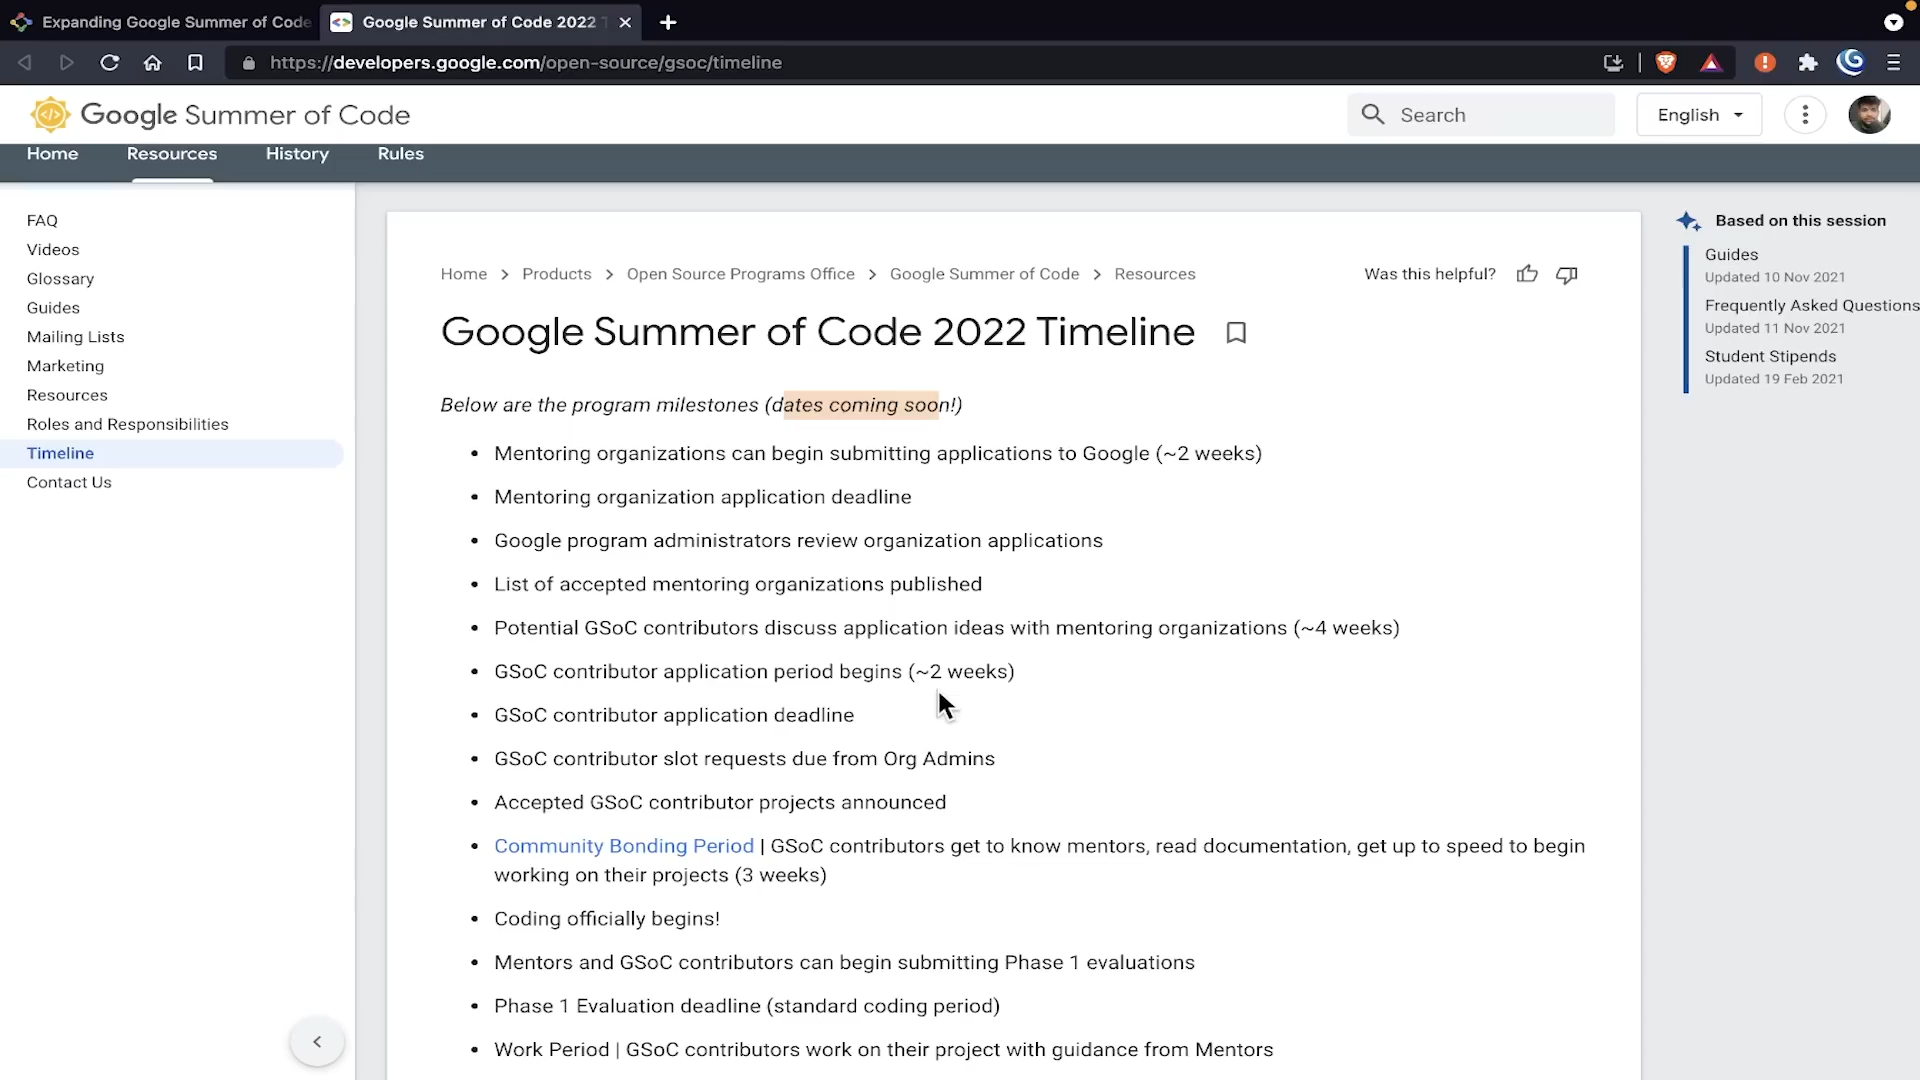 Expanding Google Summer of Code
Google Summer of Code 2022 T
https://developers.google.com/open-source/gsoc/timeline
Google Summer of Code
Search
English
Home
Resources
History
Rules
FAQ
Videos
Glossary
Guides
Mailing Lists
Marketing
Resources
Roles and Responsibilities
Timeline
Contact Us
Home > Products > Open Source Programs Office > Google Summer of Code > Resources
Was this helpful?
Google Summer of Code 2022 Timeline
Below are the program milestones (dates coming soon!)
• Mentoring organizations can begin submitting applications to Google (~2 weeks)
• Mentoring organization application deadline
• Google program administrators review organization applications
• List of accepted mentoring organizations published
• Potential GSoC contributors discuss application ideas with mentoring organizations (~4 weeks)
• GSoC contributor application period begins (~2 weeks)
• GSoC contributor application deadline
• GSoC contributor slot requests due from Org Admins
• Accepted GSoC contributor projects announced
• Community Bonding Period | GSoC contributors get to know mentors, read documentation, get up to speed to begin
working on their projects (3 weeks)
• Coding officially begins!
• Mentors and GSoC contributors can begin submitting Phase 1 evaluations
• Phase 1 Evaluation deadline (standard coding period)
• Work Period | GSoC contributors work on their project with guidance from Mentors
Based on this session
Guides
Updated 10 Nov 2021
Frequently Asked Questions
Updated 11 Nov 2021
Student Stipends
Updated 19 Feb 2021